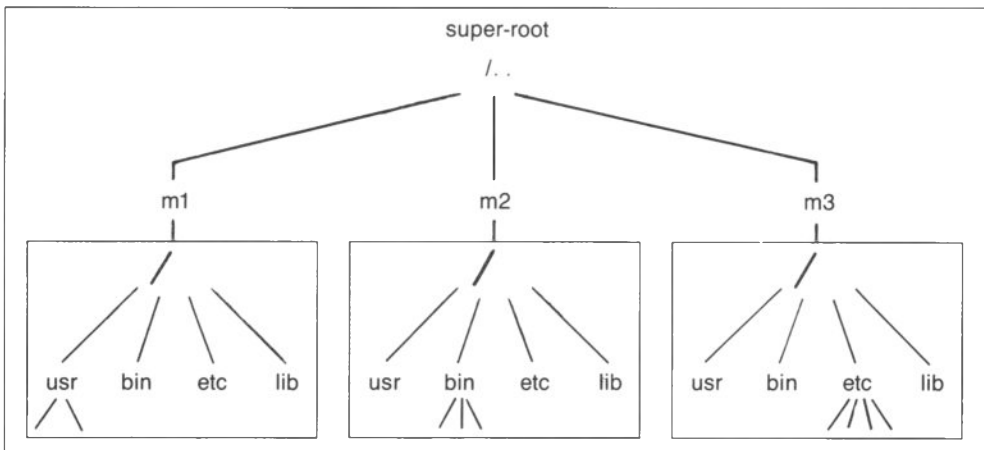 super-root
/. .
m1 m2 m3
/ / /
usr bin etc lib usr bin etc lib usr bin etc lib